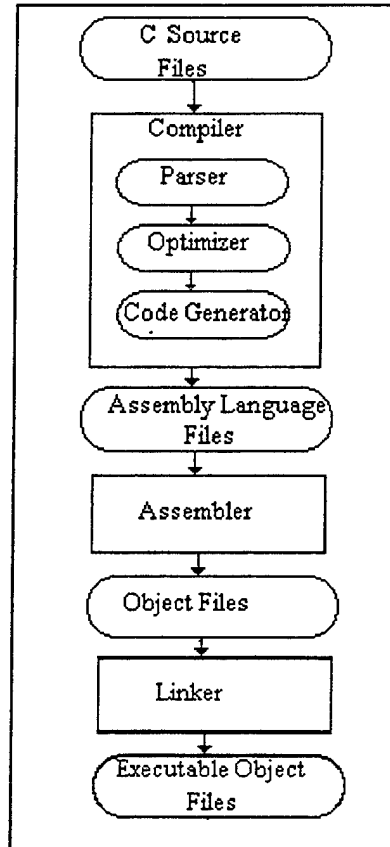 C Source
Files
Compiler
Parser
Optimizer
Code Generator
Assembly Language
Files
Assembler
Object Files
Linker
Executable Object
Files